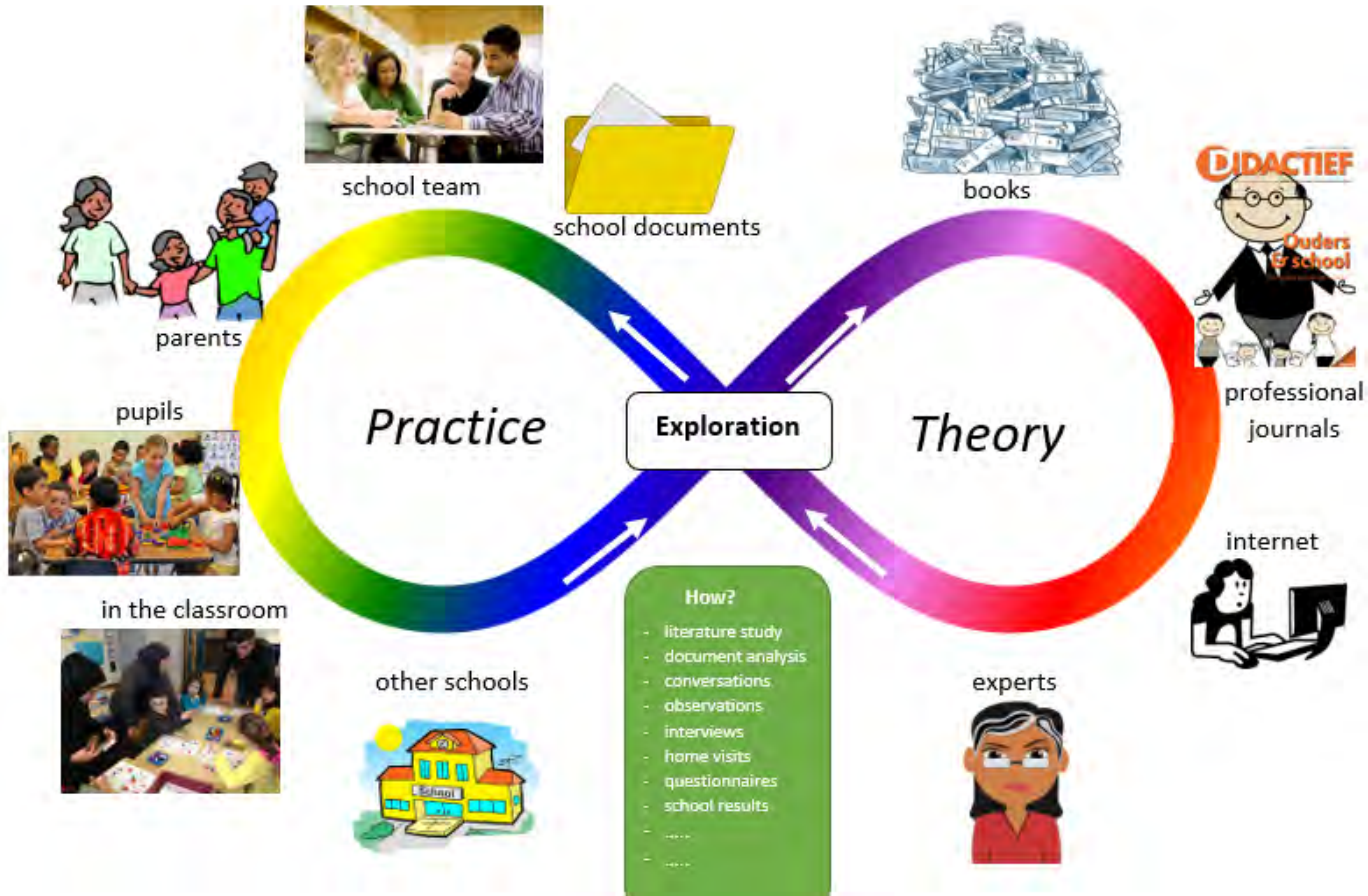 school team
school documents
books
DIDACTIEF
Ouders
& school
parents
professional
journals
pupils
Practice
Exploration
Theory
internet
in the classroom
How?
- literature study
- document analysis
- conversations
- observations
- interviews
- home visits
- questionnaires
- school results
- .....
- .....
other schools
School
experts